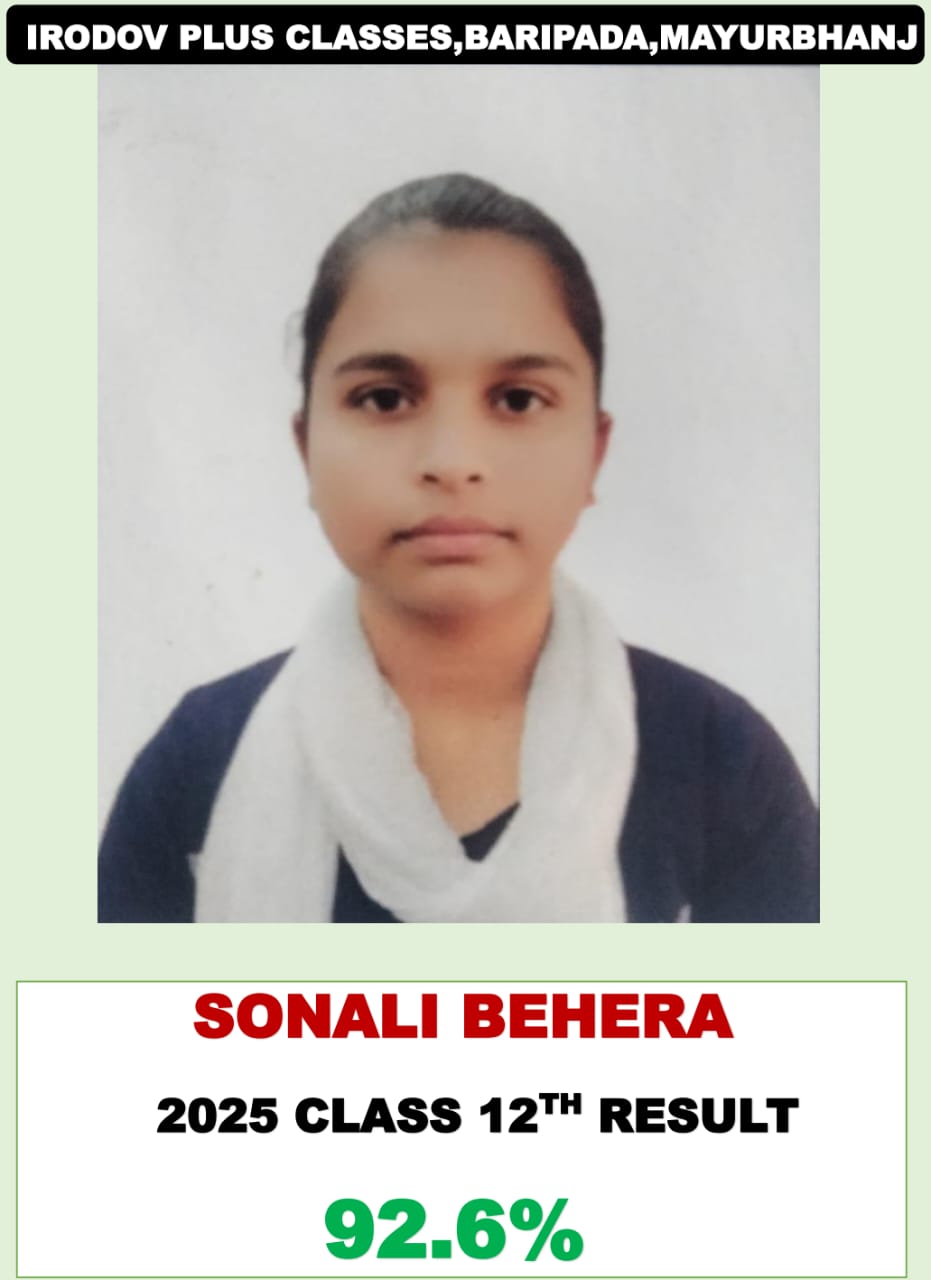 IRODOV PLUS CLASSES,BARIPADA,MAYURBHANJ
SONALI BEHERA
2025 CLASS 12TH RESULT
92.6%